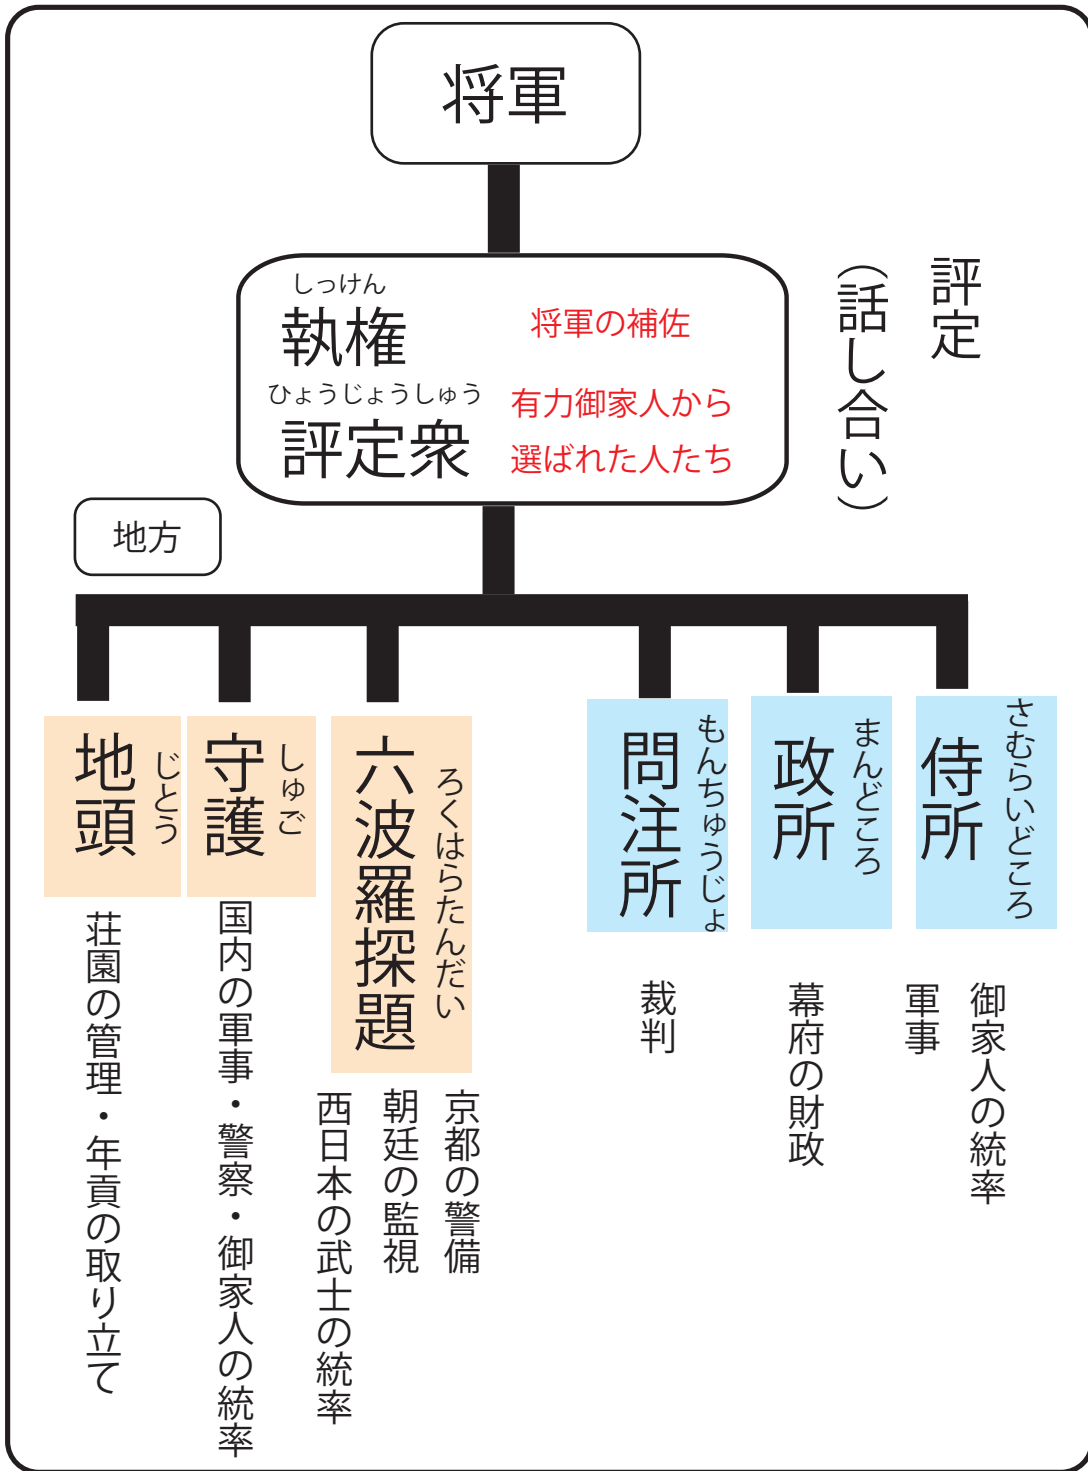 将軍
しっけん
執権
将軍の補佐
ひょうじょうしゅう
評定衆
有力御家人から
選ばれた人たち
評定
（話し合い）
地方
さむらいどころ
侍所
御家人の統率
軍事
まんどころ
政所
幕府の財政
もんちゅうじょ
問注所
裁判
ろくはらたんだい
六波羅探題
京都の警備
朝廷の監視
西日本の武士の統率
しゅご
守護
国内の軍事・警察・御家人の統率
じとう
地頭
荘園の管理・年貢の取り立て